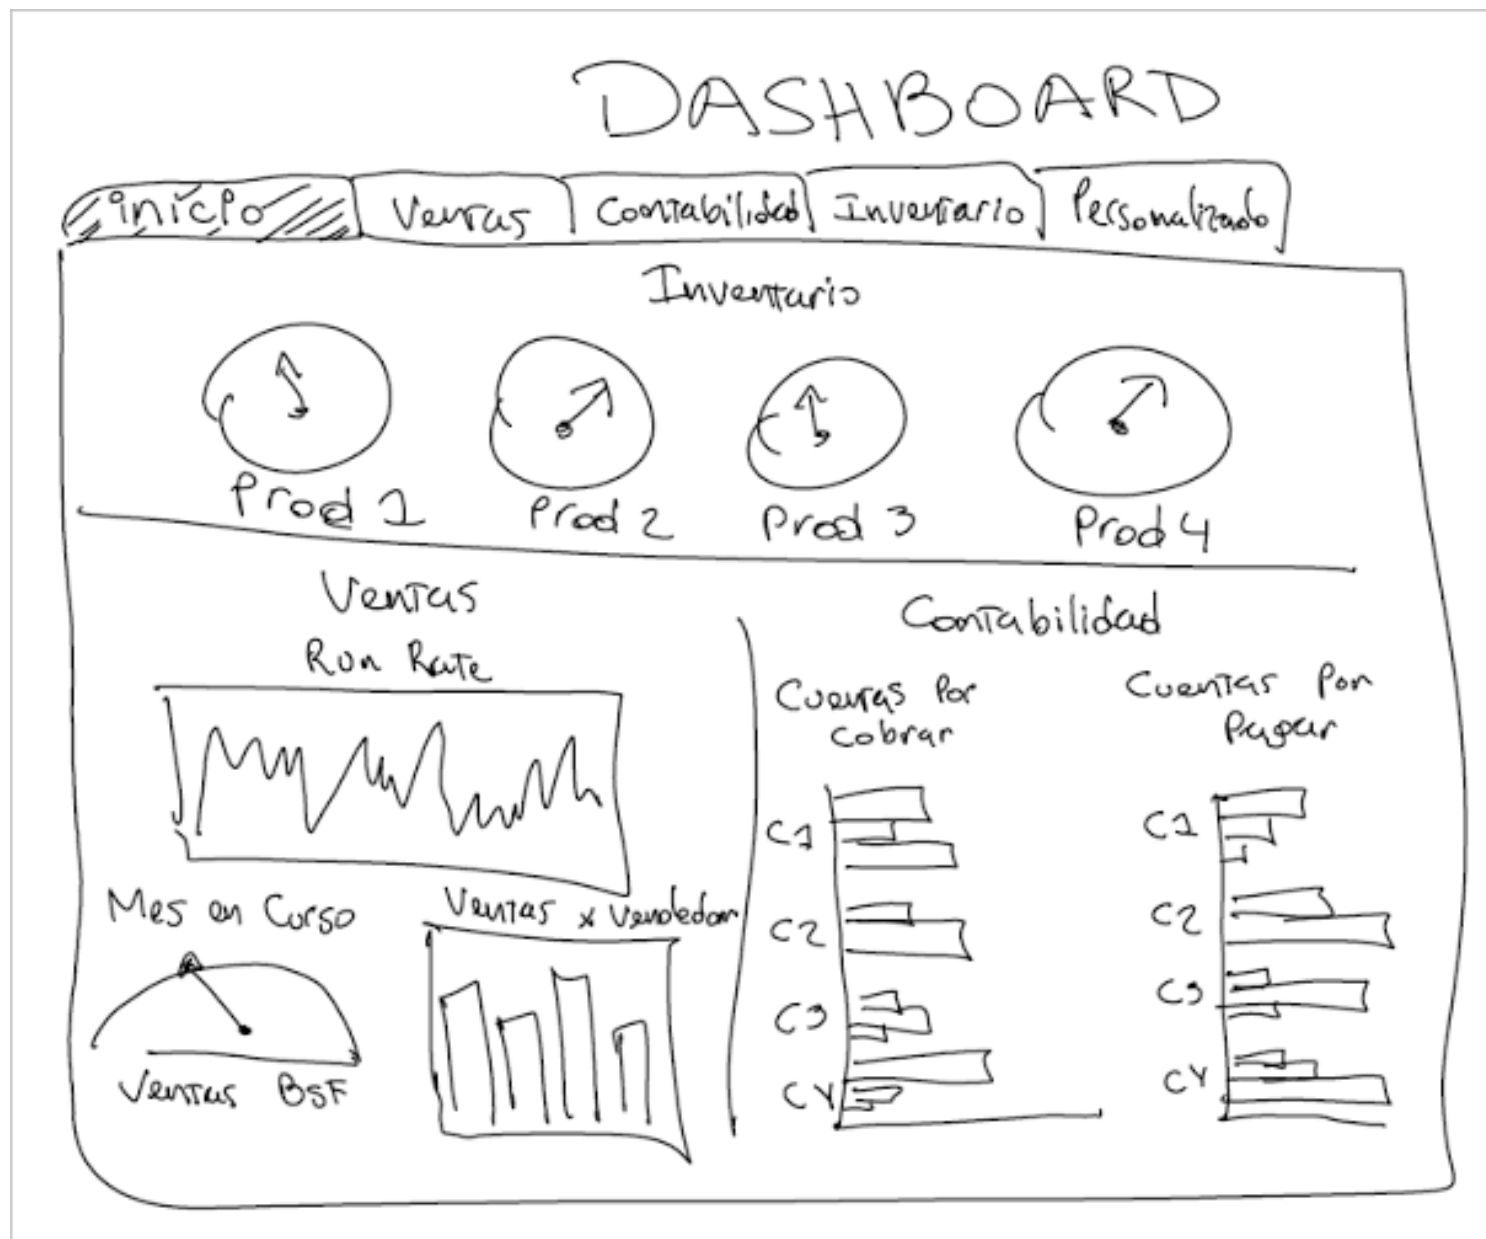 DASHBOARD
inicio Ventas Contabilidad Inventario Personalizado
Inventario
Prod 1 Prod 2 Prod 3 Prod 4
Ventas
Run Rate
Mes en Curso
Ventas BsF
Ventas x Vendedor
Contabilidad
Cuentas Por
Cobrar
C1
C2
C3
C4
Cuentas Por
Pagar
C1
C2
C3
C4